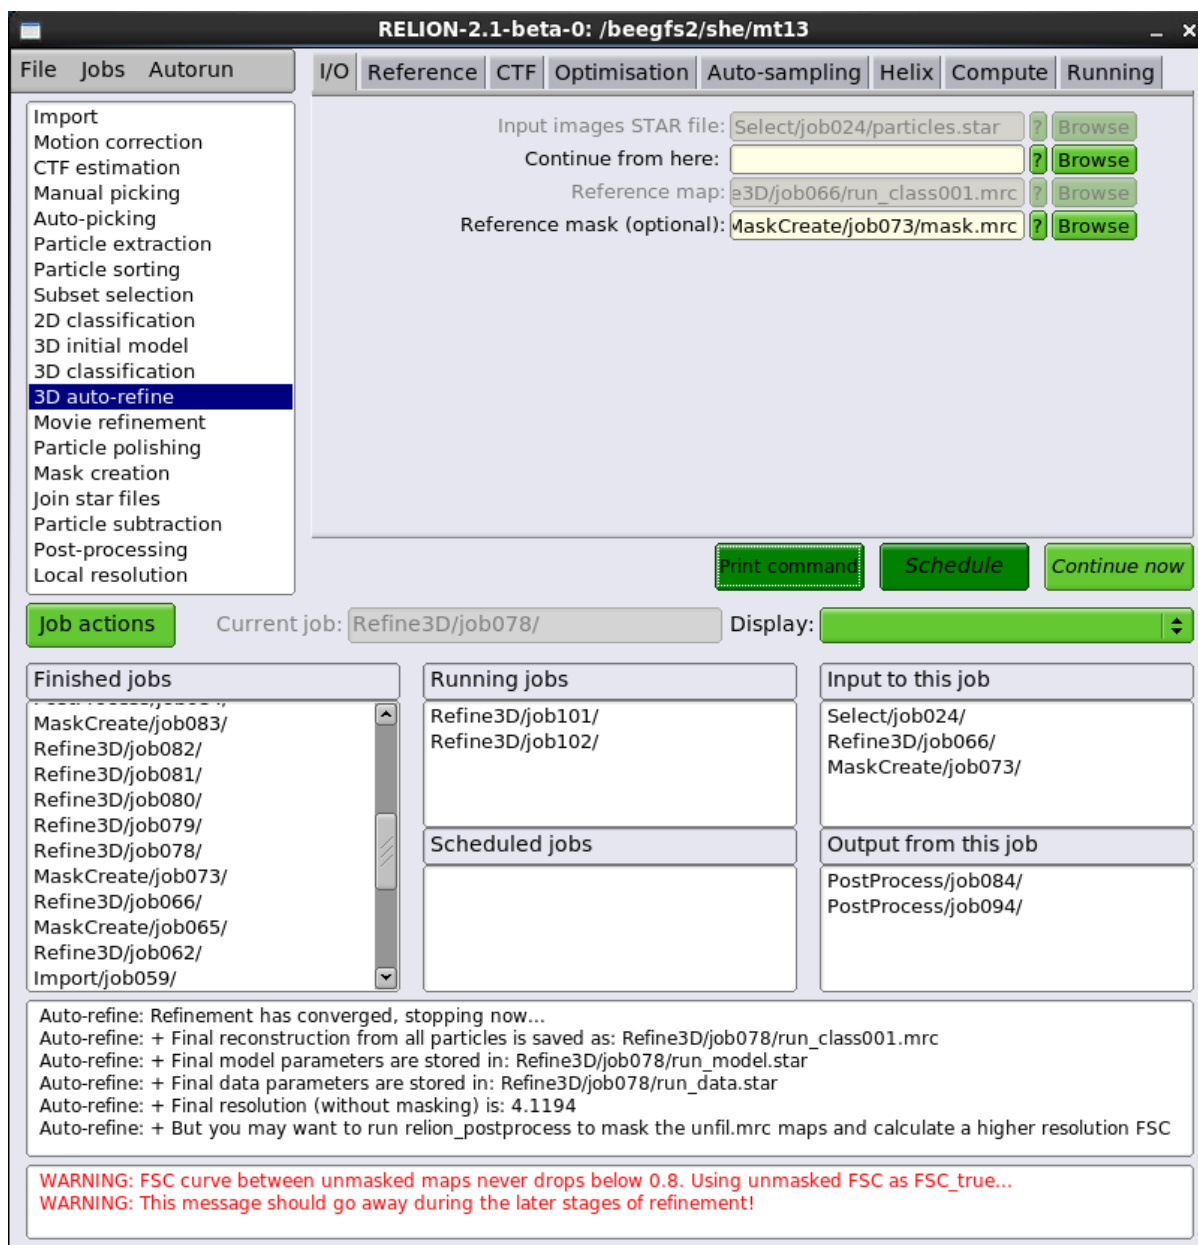 RELION-2.1-beta-0: /beegfs2/she/mt13
File Jobs Autorun
I/O Reference CTF Optimisation Auto-sampling Helix Compute Running
Import
Motion correction
CTF estimation
Manual picking
Auto-picking
Particle extraction
Particle sorting
Subset selection
2D classification
3D initial model
3D classification
3D auto-refine
Movie refinement
Particle polishing
Mask creation
Join star files
Particle subtraction
Post-processing
Local resolution
Input images STAR file: Select/job024/particles.star ? Browse
Continue from here: ? Browse
Reference map: e3D/job066/run_class001.mrc ? Browse
Reference mask (optional): MaskCreate/job073/mask.mrc ? Browse
Print command Schedule Continue now
Job actions Current job: Refine3D/job078/ Display:
Finished jobs
MaskCreate/job083/
Refine3D/job082/
Refine3D/job081/
Refine3D/job080/
Refine3D/job079/
Refine3D/job078/
MaskCreate/job073/
Refine3D/job066/
MaskCreate/job065/
Refine3D/job062/
Import/job059/
Running jobs
Refine3D/job101/
Refine3D/job102/
Scheduled jobs
Input to this job
Select/job024/
Refine3D/job066/
MaskCreate/job073/
Output from this job
PostProcess/job084/
PostProcess/job094/
Auto-refine: Refinement has converged, stopping now...
Auto-refine: + Final reconstruction from all particles is saved as: Refine3D/job078/run_class001.mrc
Auto-refine: + Final model parameters are stored in: Refine3D/job078/run_model.star
Auto-refine: + Final data parameters are stored in: Refine3D/job078/run_data.star
Auto-refine: + Final resolution (without masking) is: 4.1194
Auto-refine: + But you may want to run relion_postprocess to mask the unfil.mrc maps and calculate a higher resolution FSC
WARNING: FSC curve between unmasked maps never drops below 0.8. Using unmasked FSC as FSC_true...
WARNING: This message should go away during the later stages of refinement!